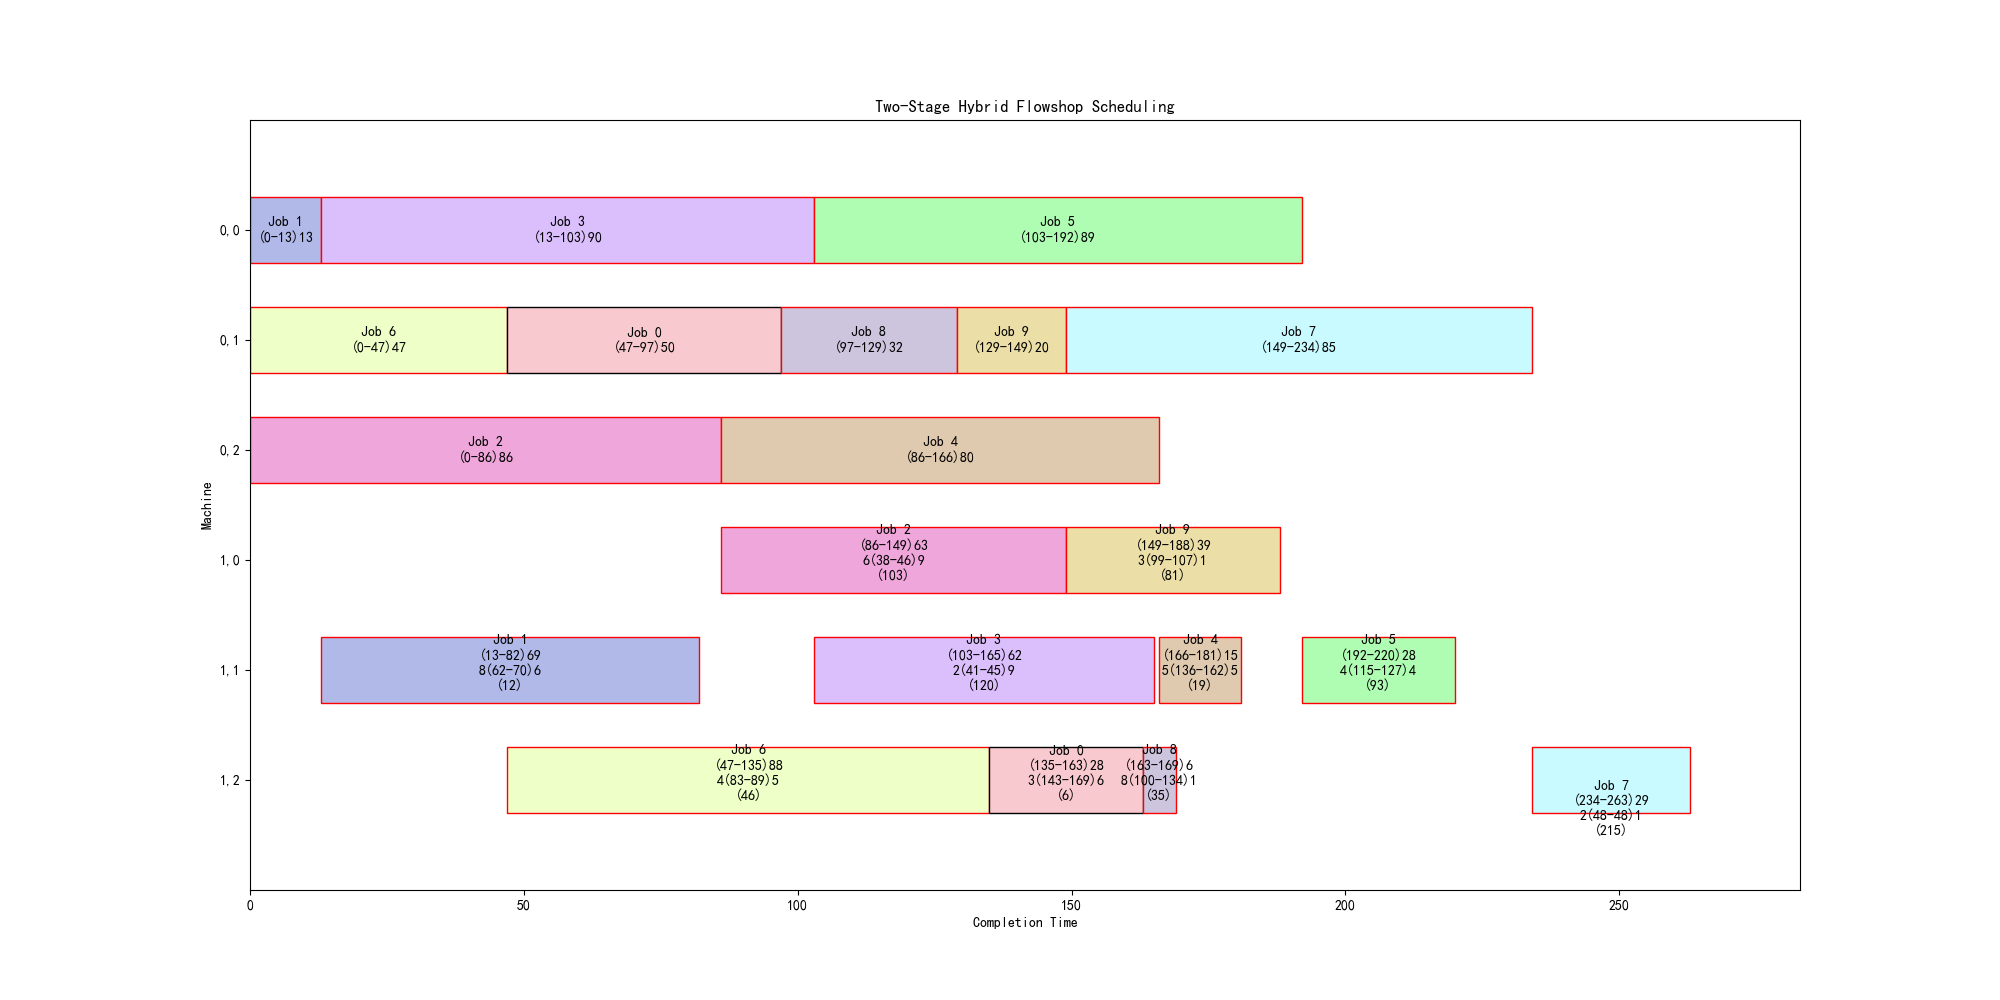 Two-Stage Hybrid Flowshop Scheduling
Machine
0,0
Job 1
(0-13)13
Job 3
(13-103)90
Job 5
(103-192)89
0,1
Job 6
(0-47)47
Job 0
(47-97)50
Job 8
(97-129)32
Job 9
(129-149)20
Job 7
(149-234)85
0,2
Job 2
(0-86)86
Job 4
(86-166)80
1,0
Job 2
(86-149)63
6(38-46)9
(103)
Job 9
(149-188)39
3(99-107)1
(81)
1,1
Job 1
(13-82)69
8(62-70)6
(12)
Job 3
(103-165)62
2(41-45)9
(120)
Job 4
(166-181)15
5(136-162)5
(19)
Job 5
(192-220)28
4(115-127)4
(93)
1,2
Job 6
(47-135)88
4(83-89)5
(46)
Job 0
(135-163)28
3(143-169)6
(6)
Job 8
(163-169)6
8(100-134)1
(35)
Job 7
(234-263)29
2(48-48)1
(215)
0
50
100
150
200
250
Completion Time